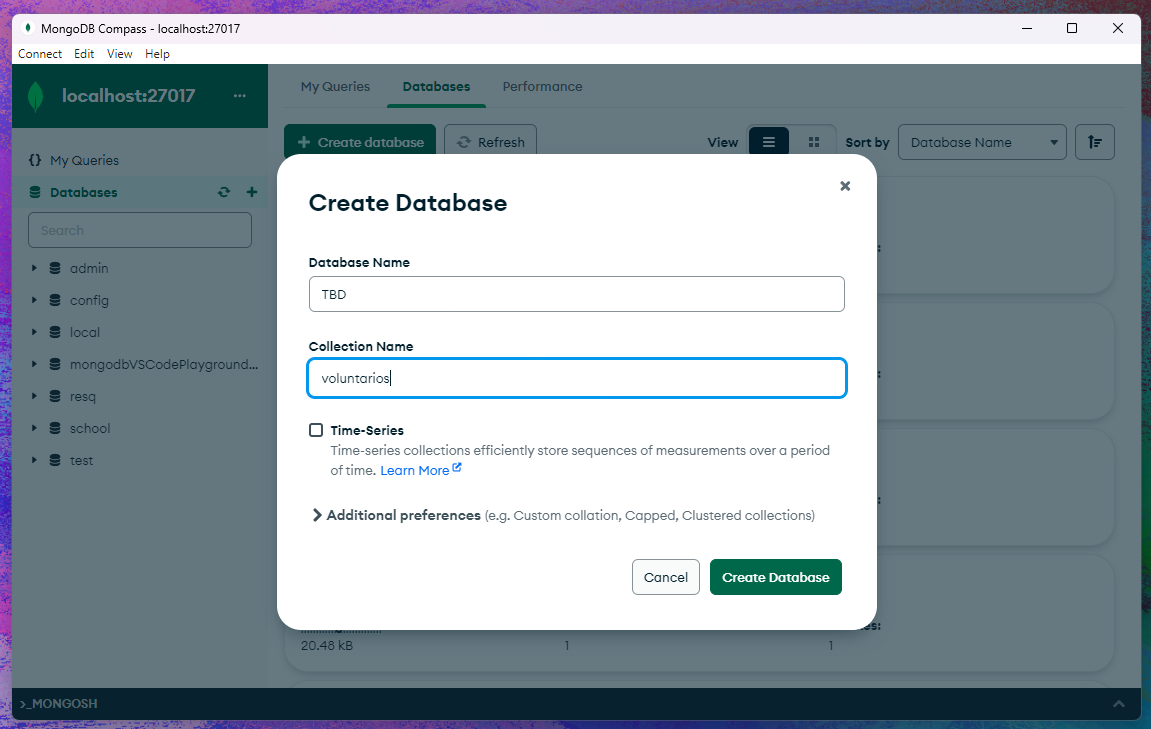 MongoDB Compass - localhost:27017
Connect Edit View Help
localhost:27017 ...
My Queries Databases Performance
+ Create database Refresh View Sort by Database Name
{} My Queries
Databases
Search
admin
config
local
mongodbVSCodePlayground...
resq
school
test
Create Database
Database Name
TBD
Collection Name
voluntarios
Time-Series
Time-series collections efficiently store sequences of measurements over a period
of time. Learn More
Additional preferences (e.g. Custom collation, Capped, Clustered collections)
Cancel Create Database
20.48 kB 1 1
>_MONGOSH